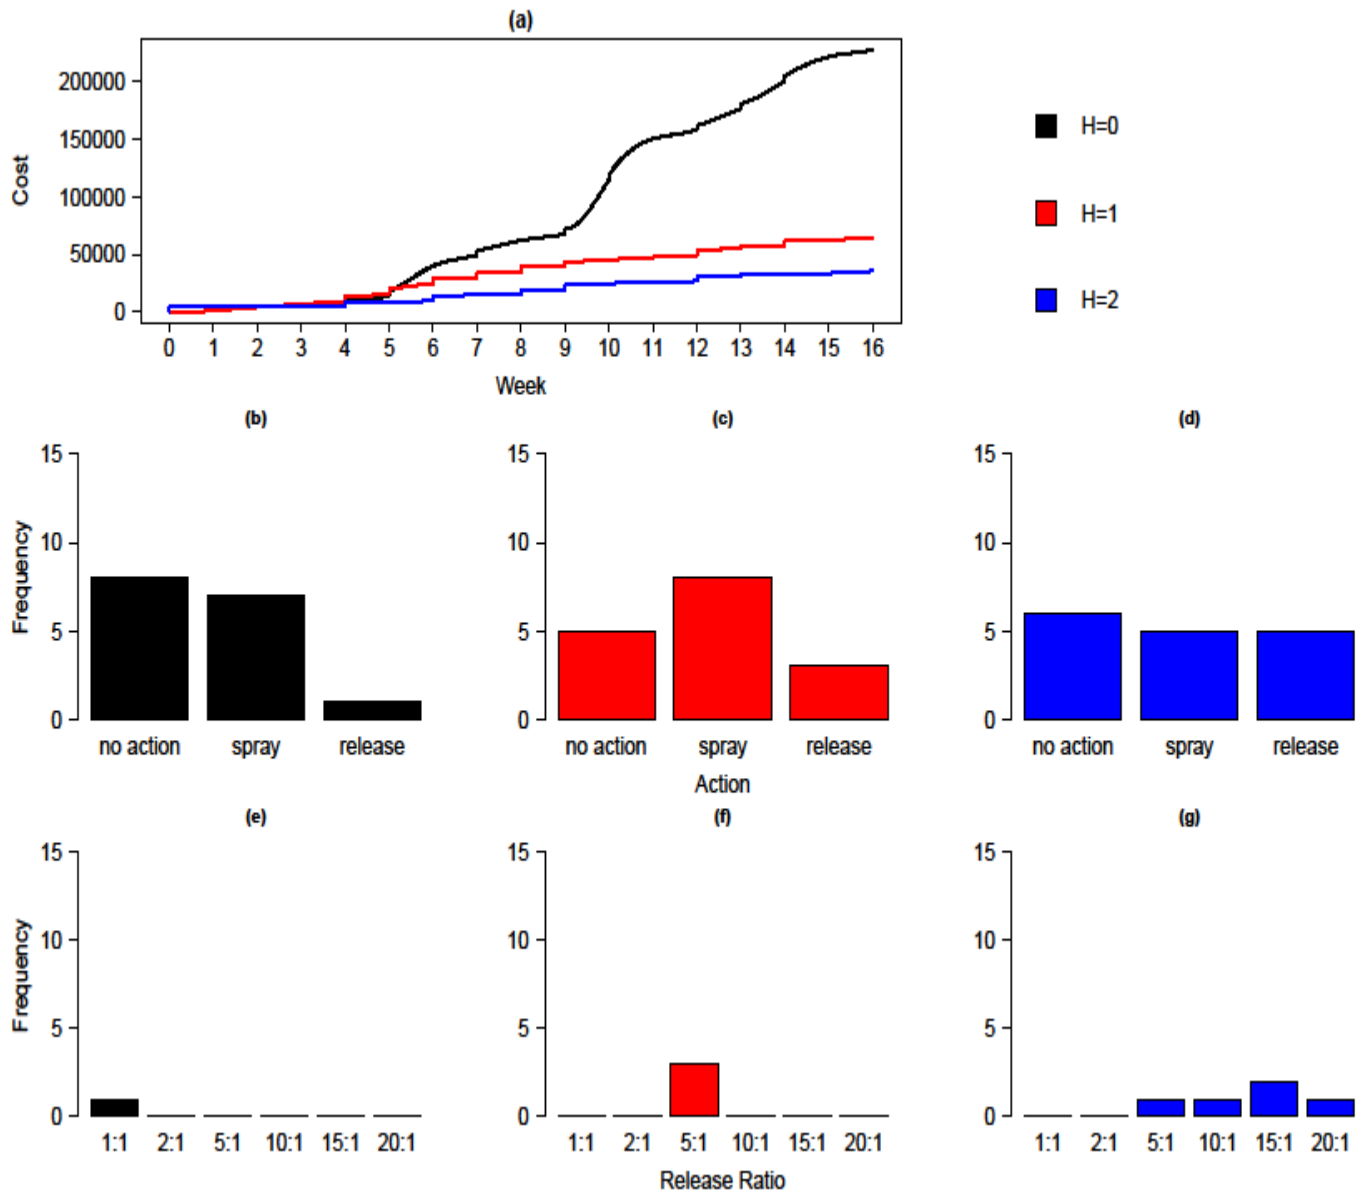 (a)
Cost
200000
150000
100000
50000
0
0 1 2 3 4 5 6 7 8 9 10 11 12 13 14 15 16
Week
H=0
H=1
H=2
(b)
Frequency
15
10
5
0
no action spray release
(c)
15
10
5
0
no action spray release
Action
(d)
15
10
5
0
no action spray release
(e)
Frequency
15
10
5
0
1:1 2:1 5:1 10:1 15:1 20:1
(f)
15
10
5
0
1:1 2:1 5:1 10:1 15:1 20:1
Release Ratio
(g)
15
10
5
0
1:1 2:1 5:1 10:1 15:1 20:1